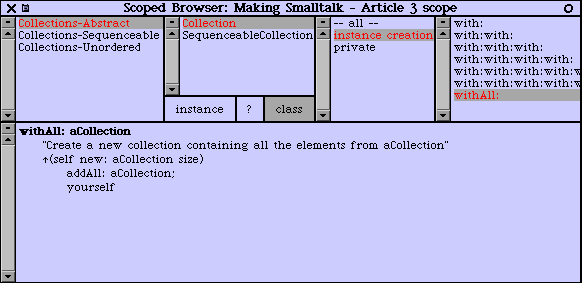 Scoped Browser: Making Smalltalk - Article 3 scope
Collections-Abstract
Collections-Sequenceable
Collections-Unordered
Collection
SequenceableCollection
instance
?
class
-- all --
instance creation
private
with:
with:with:
with:with:with:
with:with:with:with:
with:with:with:with:w
with:with:with:with:w
withAll:
withAll: aCollection
"Create a new collection containing all the elements from aCollection"
↑(self new: aCollection size)
addAll: aCollection;
yourself